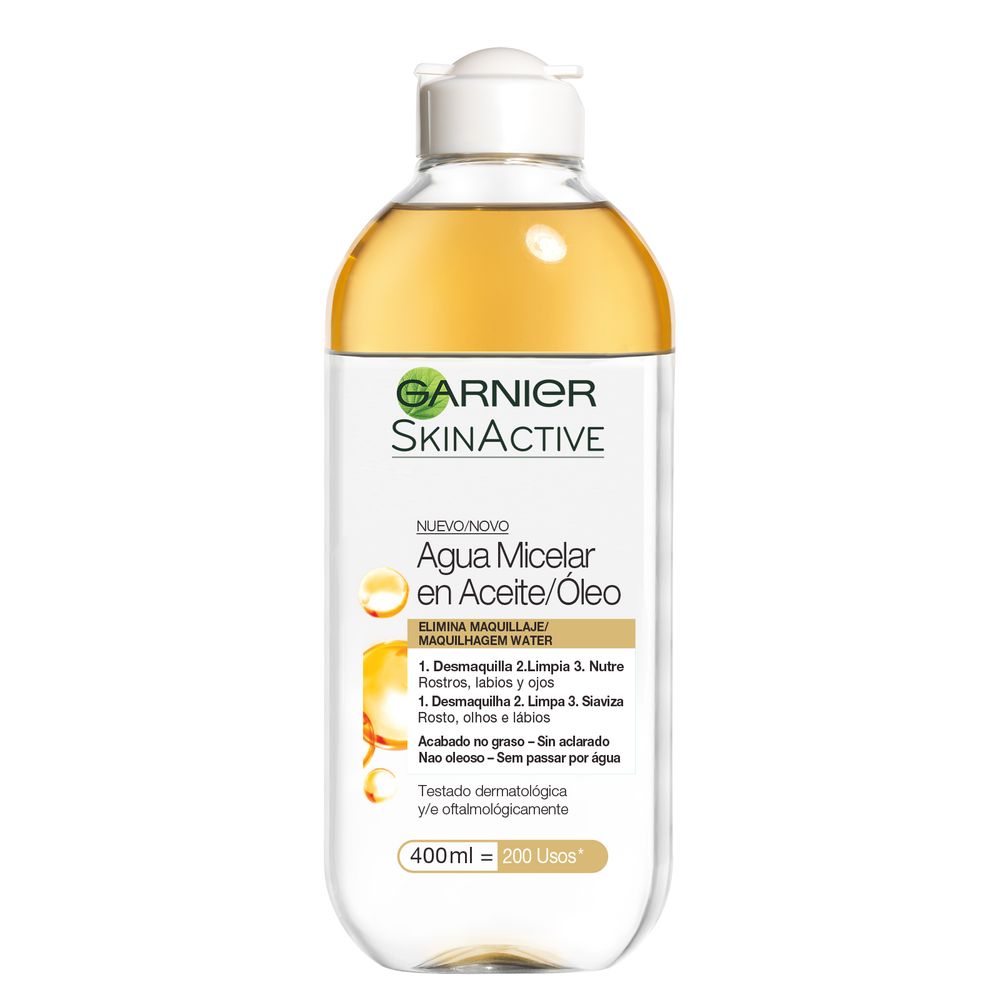 GARNIER
SKINACTIVE
NUEVO/NOVO
Agua Micelar
en Aceite/Óleo
ELIMINA MAQUILLAJE/
MAQUILHAGEM WATER
1. Desmaquilla 2.Limpia 3. Nutre
Rostros, labios y ojos
1. Desmaquilha 2. Limpa 3. Siaviza
Rosto, olhos e lábios
Acabado no graso – Sin aclarado
Nao oleoso – Sem passar por água
Testado dermatológica
y/e oftalmológicamente
400ml = 200 Usos*